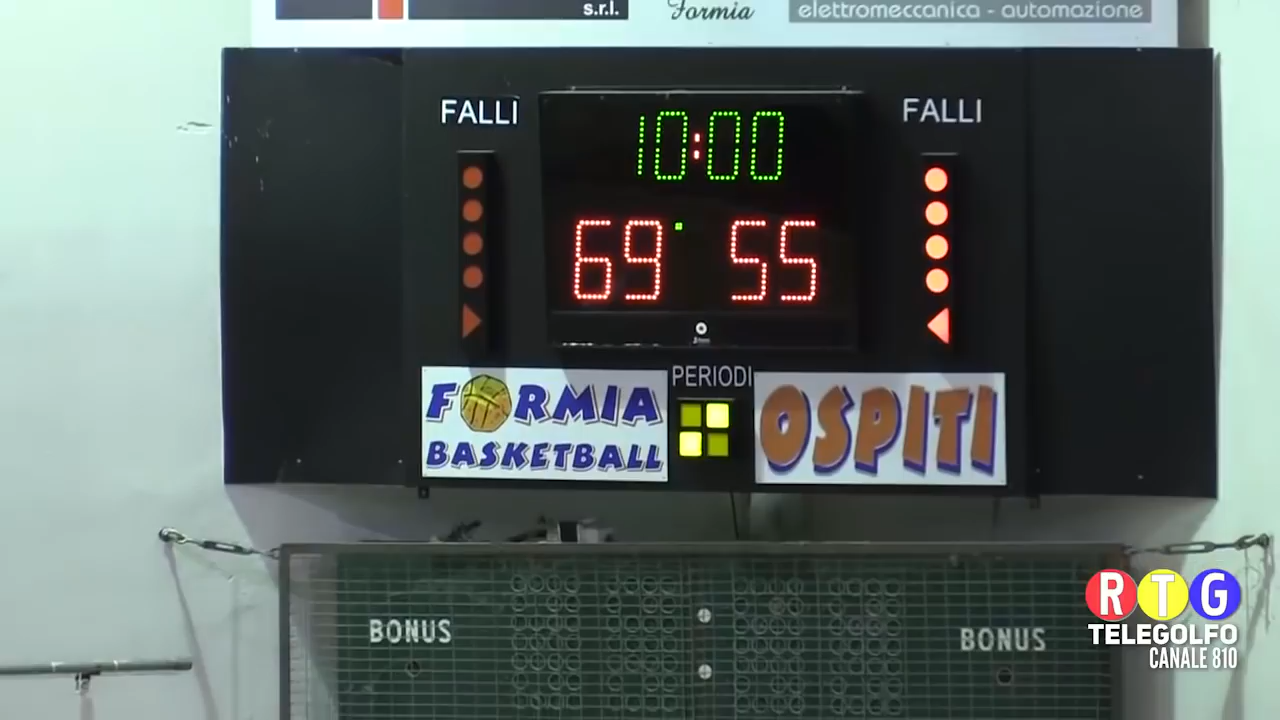 s.r.l.
Formia
elettromeccanica - automazione
FALLI
10:00
FALLI
69 55
PERIODI
FORMIA
BASKETBALL
OSPITI
BONUS
BONUS
RTG
TELEGOLFO
CANALE 810